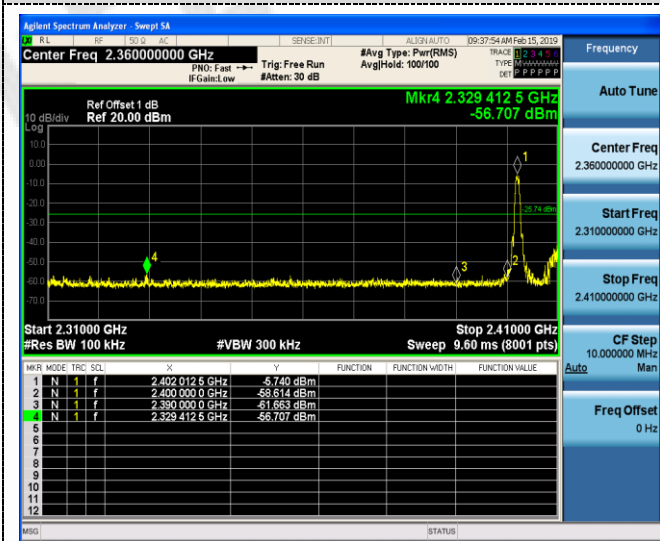 Agilent Spectrum Analyzer - Swept SA
RL RF 50 Ω AC SENSE:INT ALIGN AUTO 09:37:54 AM Feb 15, 2019
Center Freq 2.360000000 GHz
PNO: Fast Trig: Free Run
IFGain:Low #Atten: 30 dB
#Avg Type: Pwr(RMS)
Avg|Hold: 100/100
TRACE 1 2 3 4 5 6
TYPE M
DET P P P P P P
Ref Offset 1 dB
10 dB/div Ref 20.00 dBm
Log
Mkr4 2.329 412 5 GHz
-56.707 dBm
10.0
0.00
-10.0
-20.0
-30.0
-40.0
-50.0
-60.0
-70.0
1
-25.74 dBm
4
3
2
Start 2.31000 GHz Stop 2.41000 GHz
#Res BW 100 kHz #VBW 300 kHz Sweep 9.60 ms (8001 pts)
MKR MODE TRC SCL X Y FUNCTION FUNCTION WIDTH FUNCTION VALUE
1 N 1 f 2.402 012 5 GHz -5.740 dBm
2 N 1 f 2.400 000 0 GHz -58.614 dBm
3 N 1 f 2.390 000 0 GHz -61.663 dBm
4 N 1 f 2.329 412 5 GHz -56.707 dBm
5
6
7
8
9
10
11
12
MSG STATUS
Frequency
Auto Tune
Center Freq
2.360000000 GHz
Start Freq
2.310000000 GHz
Stop Freq
2.410000000 GHz
CF Step
10.000000 MHz
Auto Man
Freq Offset
0 Hz